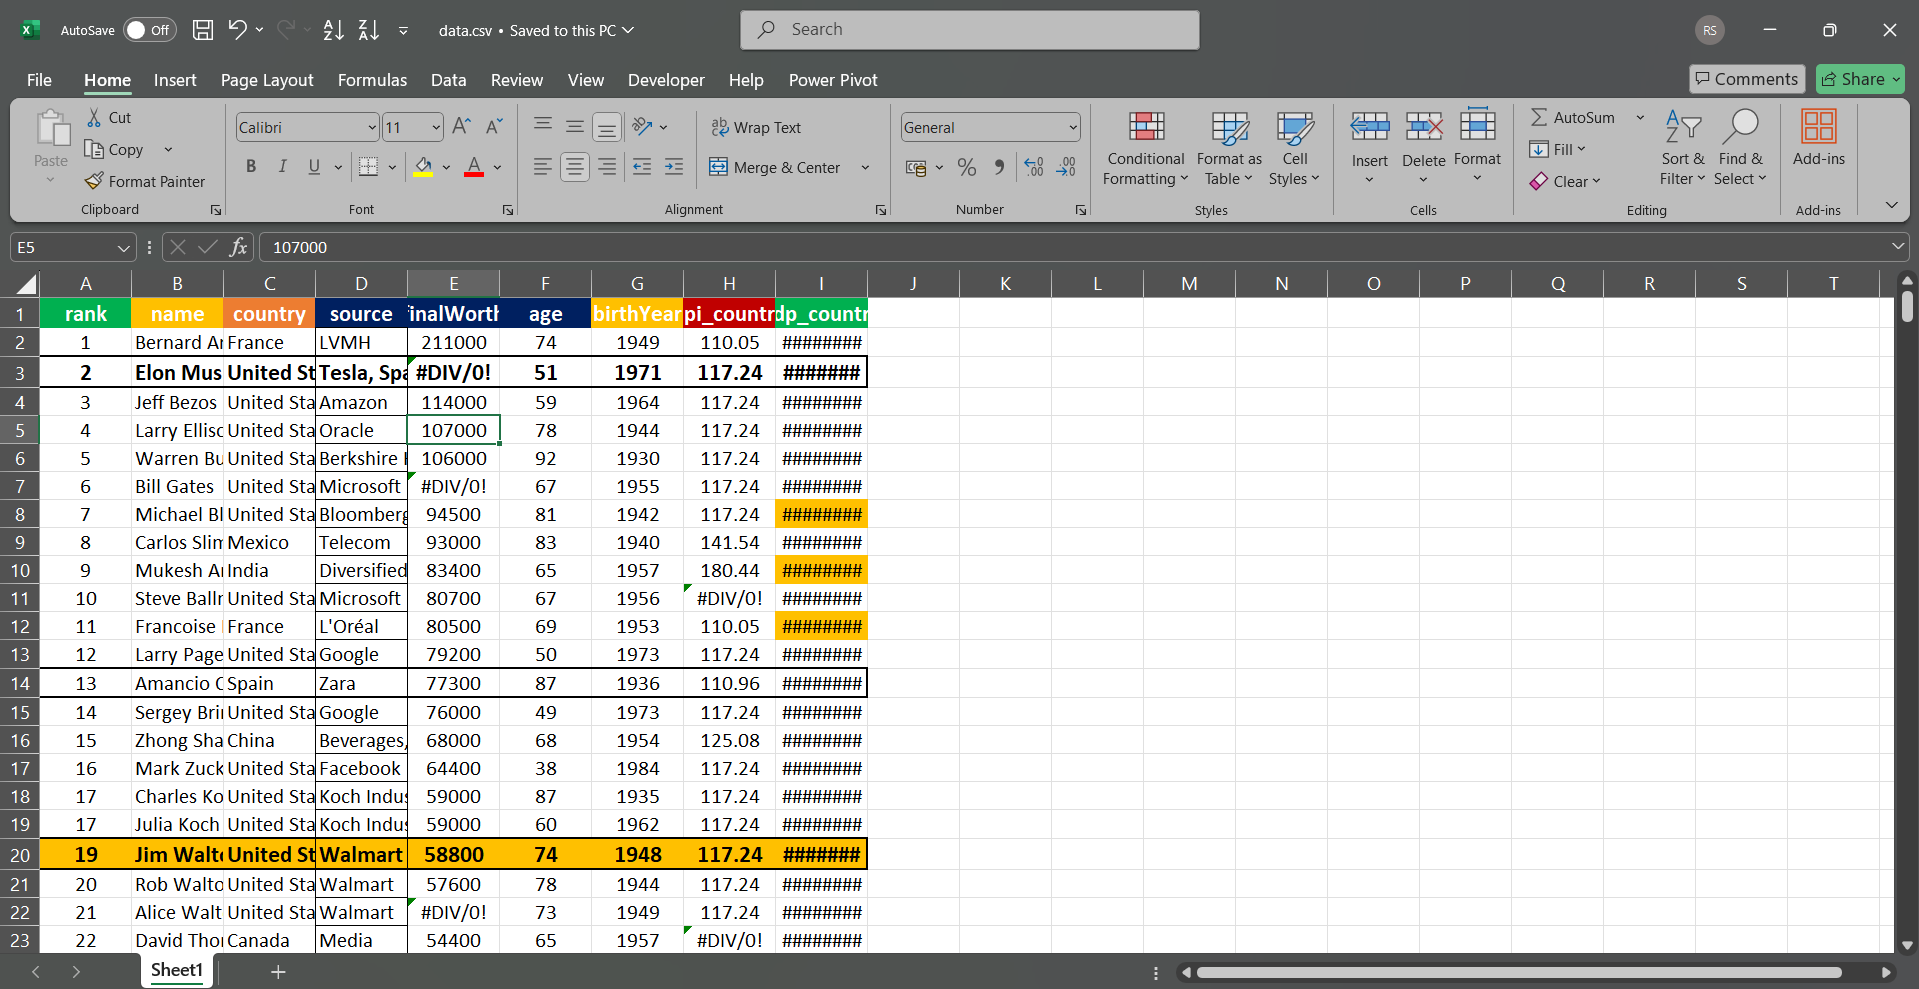 AutoSave Off data.csv • Saved to this PC Search RS
File Home Insert Page Layout Formulas Data Review View Developer Help Power Pivot Comments Share
Paste Cut Copy Format Painter Clipboard
Calibri 11 B I U A Font
Wrap Text Merge & Center Alignment
General Number
Conditional Formatting Format as Table Cell Styles Styles
Insert Delete Format Cells
AutoSum Fill Clear Sort & Filter Find & Select Editing
Add-ins Add-ins
E5 fx 107000
A B C D E F G H I J K L M N O P Q R S T
1 rank name country source inalWorth age birthYear pi_countr dp_countr
2 1 Bernard Ar France LVMH 211000 74 1949 110.05 ########
3 2 Elon Mus United St Tesla, Spa #DIV/0! 51 1971 117.24 #######
4 3 Jeff Bezos United Sta Amazon 114000 59 1964 117.24 ########
5 4 Larry Elliso United Sta Oracle 107000 78 1944 117.24 ########
6 5 Warren Bu United Sta Berkshire 106000 92 1930 117.24 ########
7 6 Bill Gates United Sta Microsoft #DIV/0! 67 1955 117.24 ########
8 7 Michael Bl United Sta Bloomberg 94500 81 1942 117.24 ########
9 8 Carlos Slim Mexico Telecom 93000 83 1940 141.54 ########
10 9 Mukesh A India Diversified 83400 65 1957 180.44 ########
11 10 Steve Ballr United Sta Microsoft 80700 67 1956 #DIV/0! ########
12 11 Francoise France L'Oréal 80500 69 1953 110.05 ########
13 12 Larry Page United Sta Google 79200 50 1973 117.24 ########
14 13 Amancio O Spain Zara 77300 87 1936 110.96 ########
15 14 Sergey Bri United Sta Google 76000 49 1973 117.24 ########
16 15 Zhong Sha China Beverages, 68000 68 1954 125.08 ########
17 16 Mark Zuck United Sta Facebook 64400 38 1984 117.24 ########
18 17 Charles Ko United Sta Koch Indus 59000 87 1935 117.24 ########
19 17 Julia Koch United Sta Koch Indus 59000 60 1962 117.24 ########
20 19 Jim Walt United St Walmart 58800 74 1948 117.24 #######
21 20 Rob Walto United Sta Walmart 57600 78 1944 117.24 ########
22 21 Alice Walt United Sta Walmart #DIV/0! 73 1949 117.24 ########
23 22 David Tho Canada Media 54400 65 1957 #DIV/0! ########
Sheet1